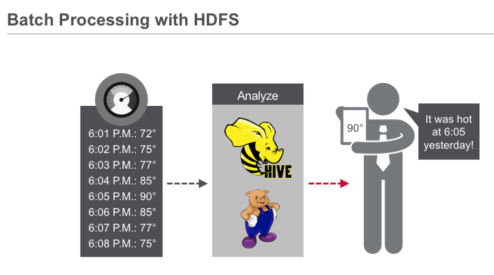 Batch Processing with HDFS
6:01 P.M.: 72°
6:02 P.M.: 75°
6:03 P.M.: 77°
6:04 P.M.: 85°
6:05 P.M.: 90°
6:06 P.M.: 85°
6:07 P.M.: 77°
6:08 P.M.: 75°
Analyze
HIVE
90°
It was hot
at 6:05
yesterday!